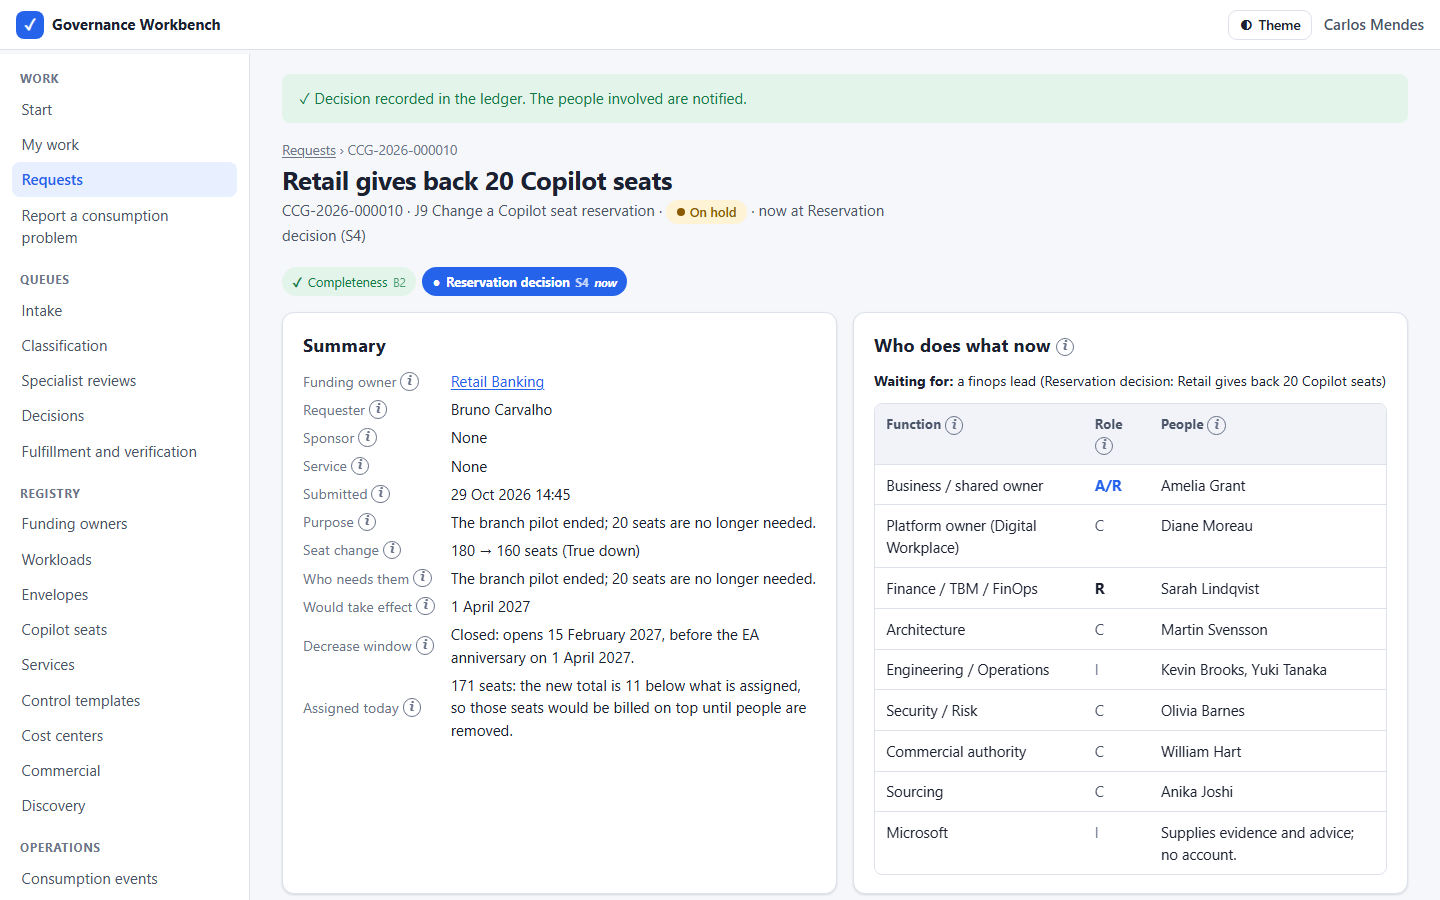 ✓ Governance Workbench
Theme
Carlos Mendes
WORK
Start
My work
Requests
Report a consumption
problem
QUEUES
Intake
Classification
Specialist reviews
Decisions
Fulfillment and verification
REGISTRY
Funding owners
Workloads
Envelopes
Copilot seats
Services
Control templates
Cost centers
Commercial
Discovery
OPERATIONS
Consumption events
✓ Decision recorded in the ledger. The people involved are notified.
Requests › CCG-2026-000010
Retail gives back 20 Copilot seats
CCG-2026-000010 · J9 Change a Copilot seat reservation · On hold · now at Reservation
decision (S4)
✓ Completeness B2
Reservation decision S4 now
Summary
Funding owner i Retail Banking
Requester i Bruno Carvalho
Sponsor i None
Service i None
Submitted i 29 Oct 2026 14:45
Purpose i The branch pilot ended; 20 seats are no longer needed.
Seat change i 180 → 160 seats (True down)
Who needs them i The branch pilot ended; 20 seats are no longer needed.
Would take effect i 1 April 2027
Decrease window i Closed: opens 15 February 2027, before the EA
anniversary on 1 April 2027.
Assigned today i 171 seats: the new total is 11 below what is assigned,
so those seats would be billed on top until people are
removed.
Who does what now i
Waiting for: a finops lead (Reservation decision: Retail gives back 20 Copilot seats)
Function i Role i People i
Business / shared owner A/R Amelia Grant
Platform owner (Digital
Workplace) C Diane Moreau
Finance / TBM / FinOps R Sarah Lindqvist
Architecture C Martin Svensson
Engineering / Operations I Kevin Brooks, Yuki Tanaka
Security / Risk C Olivia Barnes
Commercial authority C William Hart
Sourcing C Anika Joshi
Microsoft I Supplies evidence and advice;
no account.